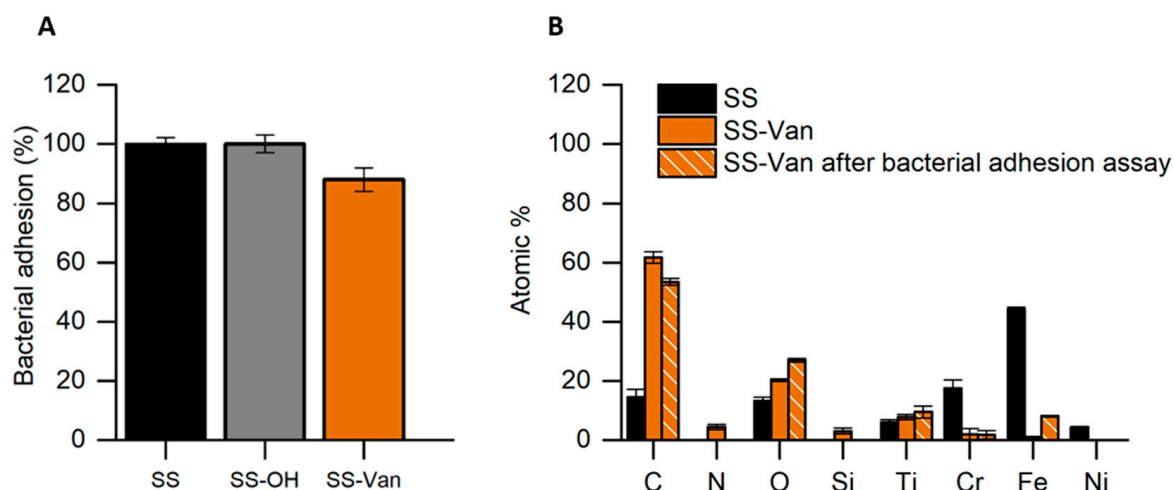 A
B
120
100
80
60
40
20
0
Bacterial adhesion (%)
SS
SS-OH
SS-Van
120
100
80
60
40
20
0
Atomic %
SS
SS-Van
SS-Van after bacterial adhesion assay
C
N
O
Si
Ti
Cr
Fe
Ni